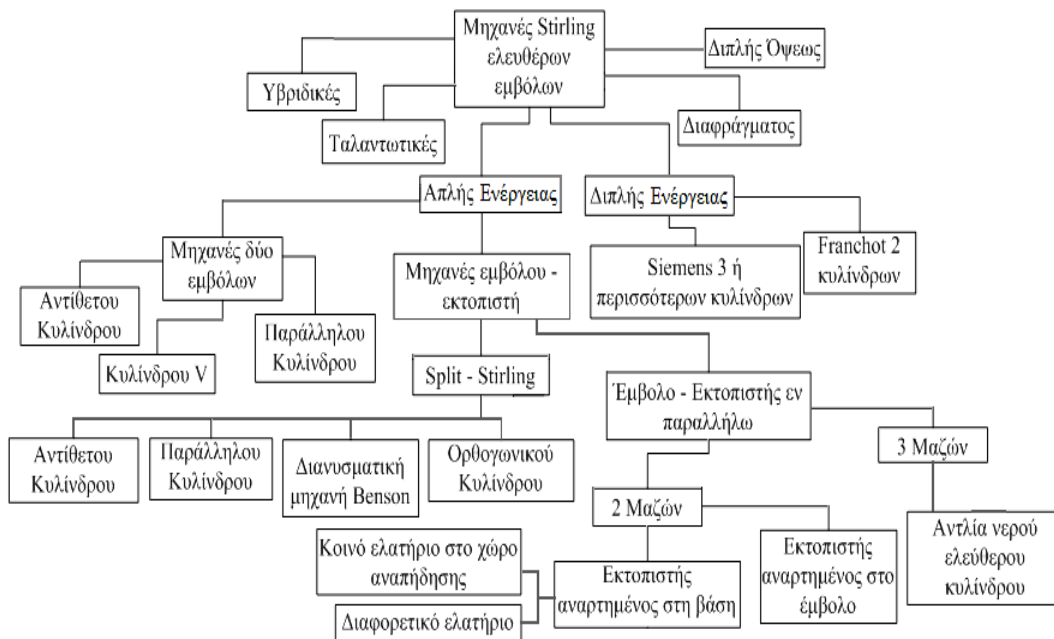 Μηχανές Stirling
ελευθέρων
εμβόλων
Διπλής Όψεως
Υβριδικές
Ταλαντωτικές
Διαφράγματος
Απλής Ενέργειας
Διπλής Ενέργειας
Μηχανές δύο
εμβόλων
Μηχανές εμβόλου -
εκτοπιστή
Siemens 3 ή
περισσότερων κυλίνδρων
Franchot 2
κυλίνδρων
Αντίθετου
Κυλίνδρου
Κυλίνδρου V
Παράλληλου
Κυλίνδρου
Split - Stirling
Έμβολο - Εκτοπιστής εν
παραλλήλω
Αντίθετου
Κυλίνδρου
Παράλληλου
Κυλίνδρου
Διανυσματική
μηχανή Benson
Ορθογωνικού
Κυλίνδρου
3 Μαζών
2 Μαζών
Κοινό ελατήριο στο χώρο
αναπήδησης
Διαφορετικό ελατήριο
Εκτοπιστής
αναρτημένος στη βάση
Εκτοπιστής
αναρτημένος στο
έμβολο
Αντλία νερού
ελεύθερου
κυλίνδρου